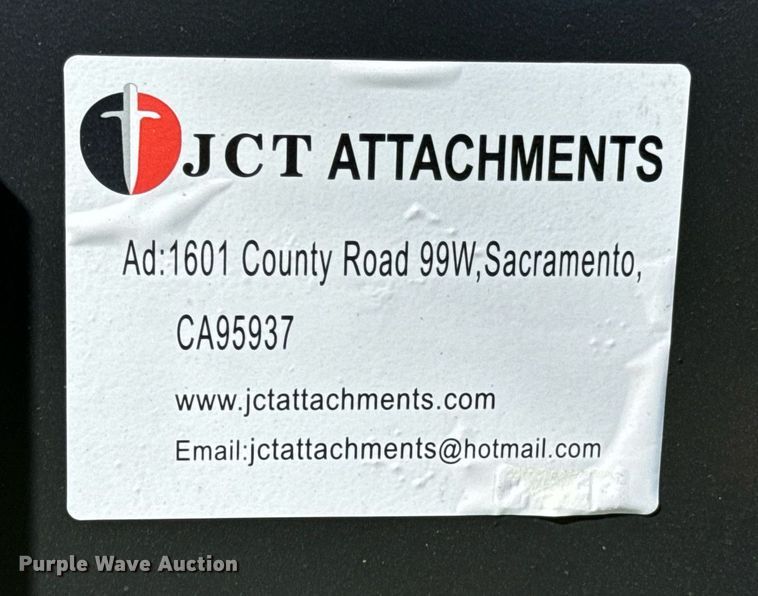 JCT ATTACHMENTS
Ad:1601 County Road 99W,Sacramento,
CA95937
www.jctattachments.com
Email:jctattachments@hotmail.com
Purple Wave Auction